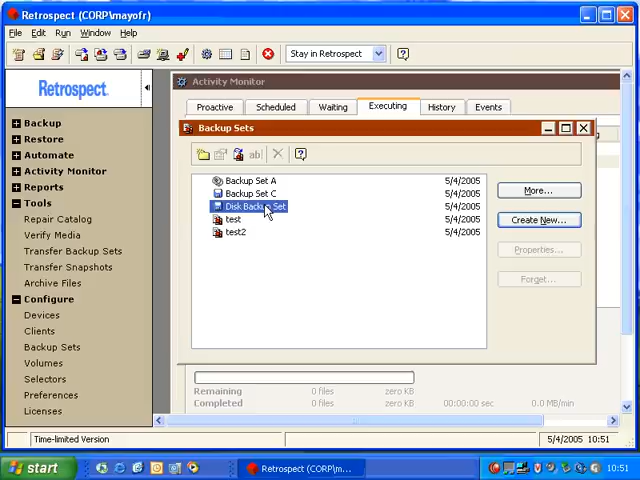 Retrospect (CORP\mayofr)
File Edit Run Window Help
Stay in Retrospect
Retrospect.
Backup
Restore
Automate
Activity Monitor
Reports
Tools
Repair Catalog
Verify Media
Transfer Backup Sets
Transfer Snapshots
Archive Files
Configure
Devices
Clients
Backup Sets
Volumes
Selectors
Preferences
Licenses
Activity Monitor
Proactive Scheduled Waiting Executing History Events
Backup Sets
Backup Set A 5/4/2005
Backup Set C 5/4/2005
Disk Backup Set 5/4/2005
test 5/4/2005
test2 5/4/2005
More...
Create New...
Properties...
Forget...
Remaining 0 files zero KB
Completed 0 files zero KB 00:00:00 sec 0.0 MB/min
Time-limited Version 5/4/2005 10:51
start Retrospect (CORP\m... 10:51